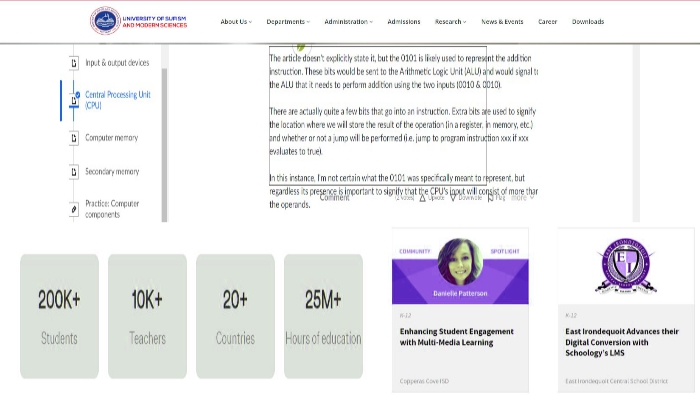 UNIVERSITY OF SUFISM
AND MODERN SCIENCES
About Us
Departments
Administration
Admissions
Research
News & Events
Career
Downloads
Input & output devices
Central Processing Unit
(CPU)
Computer memory
Secondary memory
Practice: Computer
components
The article doesn't explicitly state it, but the 0101 is likely used to represent the addition
instruction. These bits would be sent to the Arithmetic Logic Unit (ALU) and would signal to
the ALU that it needs to perform addition using the two inputs (0010 & 0010).
There are actually quite a few bits that go into an instruction. Extra bits are used to signify
the location where we will store the result of the operation (in a register, in memory, etc.)
and whether or not a jump will be performed (i.e. jump to program instruction xxx if xxx
evaluates to true).
In this instance, I'm not certain what the 0101 was specifically meant to represent, but
regardless its presence is important to signify that the CPU's input will consist of more than
the operands.
Comment
Upvote
Downvote
Flag
more
200K+
Students
10K+
Teachers
20+
Countries
25M+
Hours of education
COMMUNITY
SPOTLIGHT
Danielle Patterson
K-12
Enhancing Student Engagement
with Multi-Media Learning
Copperas Cove ISD
EAST IRONDEQUOIT
E I
K-12
East Irondequoit Advances their
Digital Conversion with
Schoology's LMS
East Irondequoit Central School District